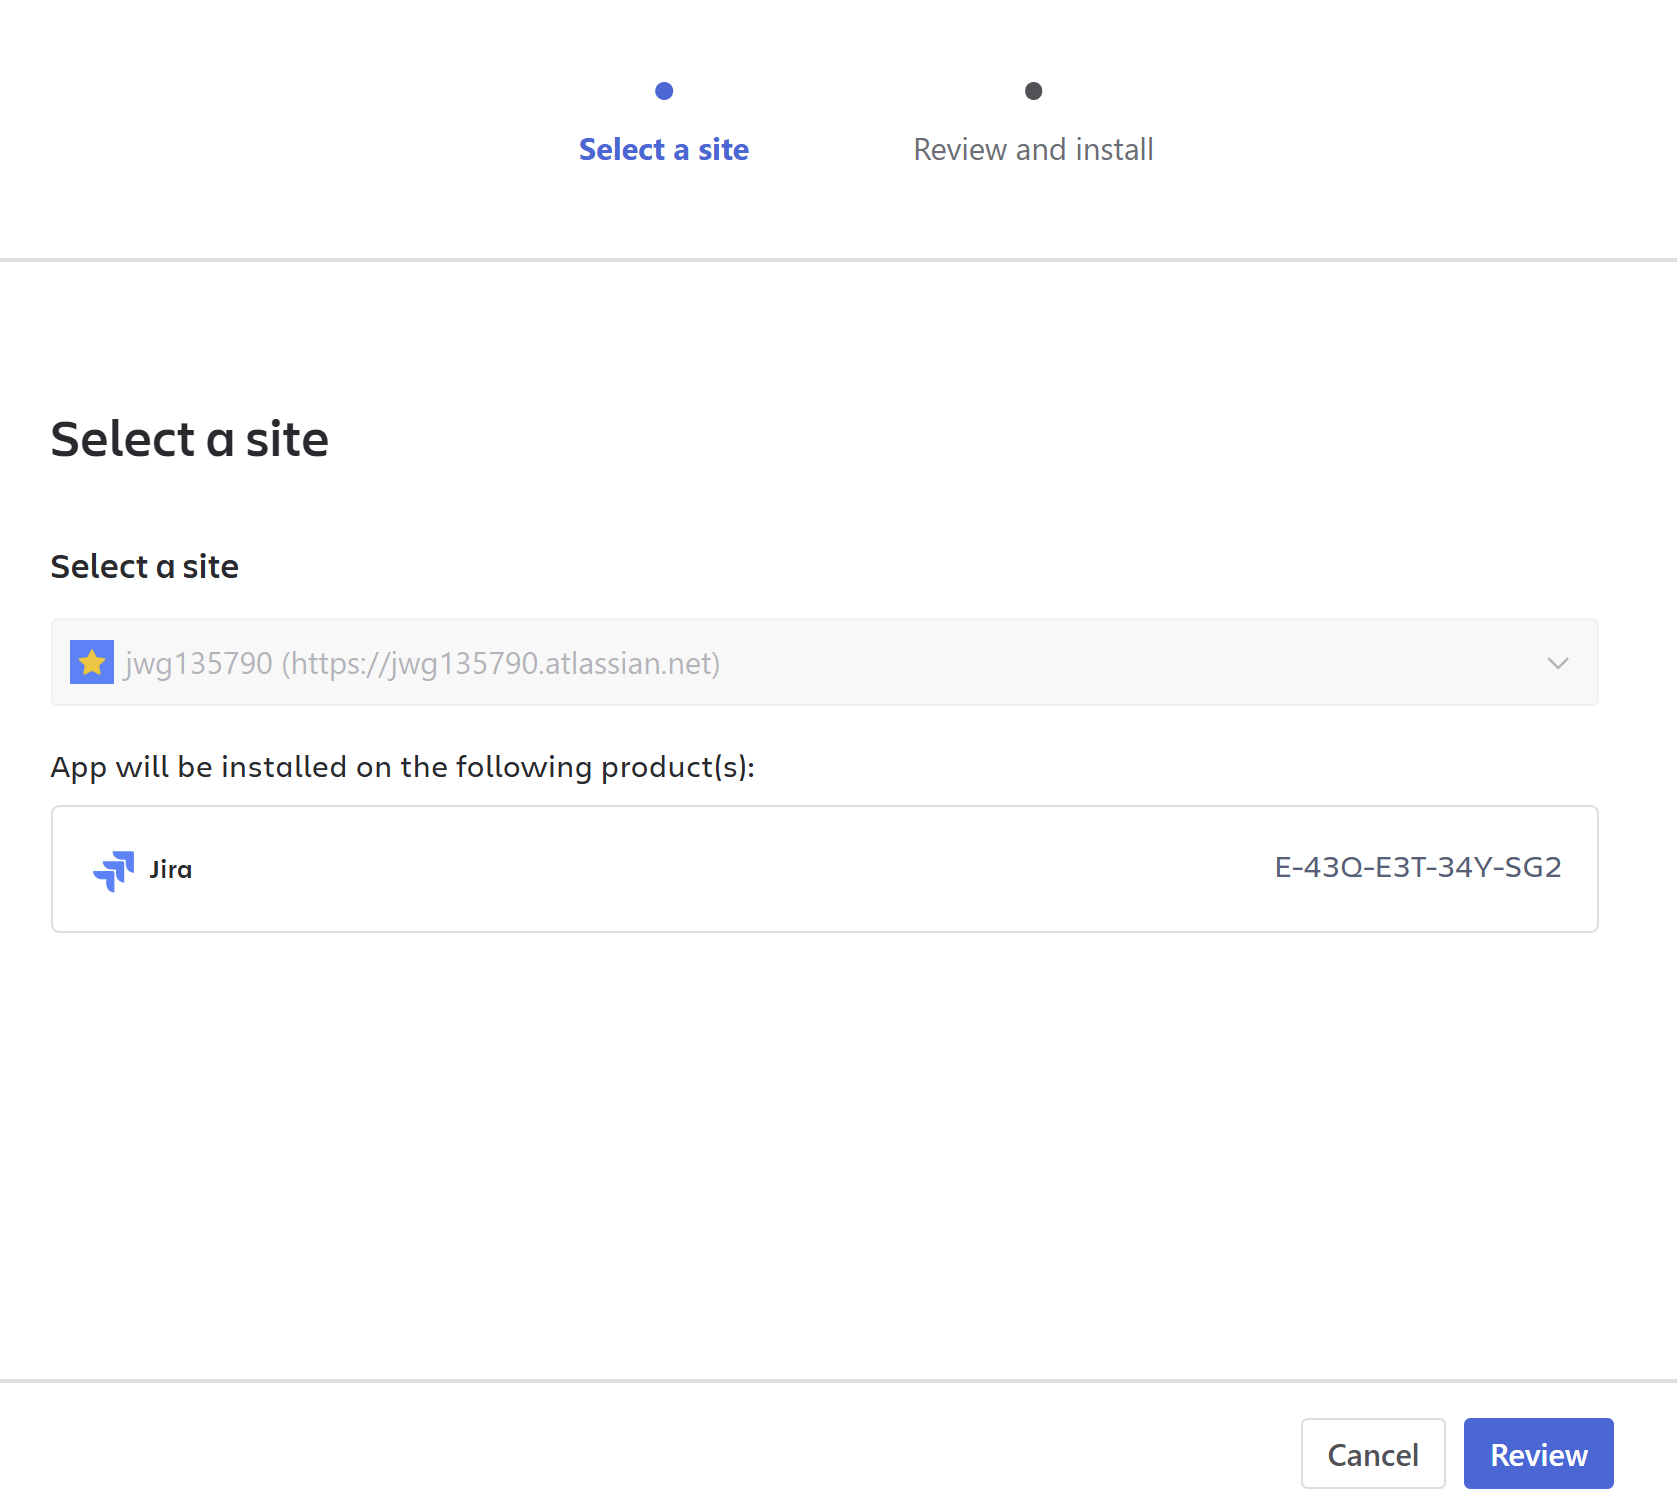 Select a site
Review and install
Select a site
Select a site
jwg135790 (https://jwg135790.atlassian.net)
App will be installed on the following product(s):
Jira
E-43Q-E3T-34Y-SG2
Cancel
Review